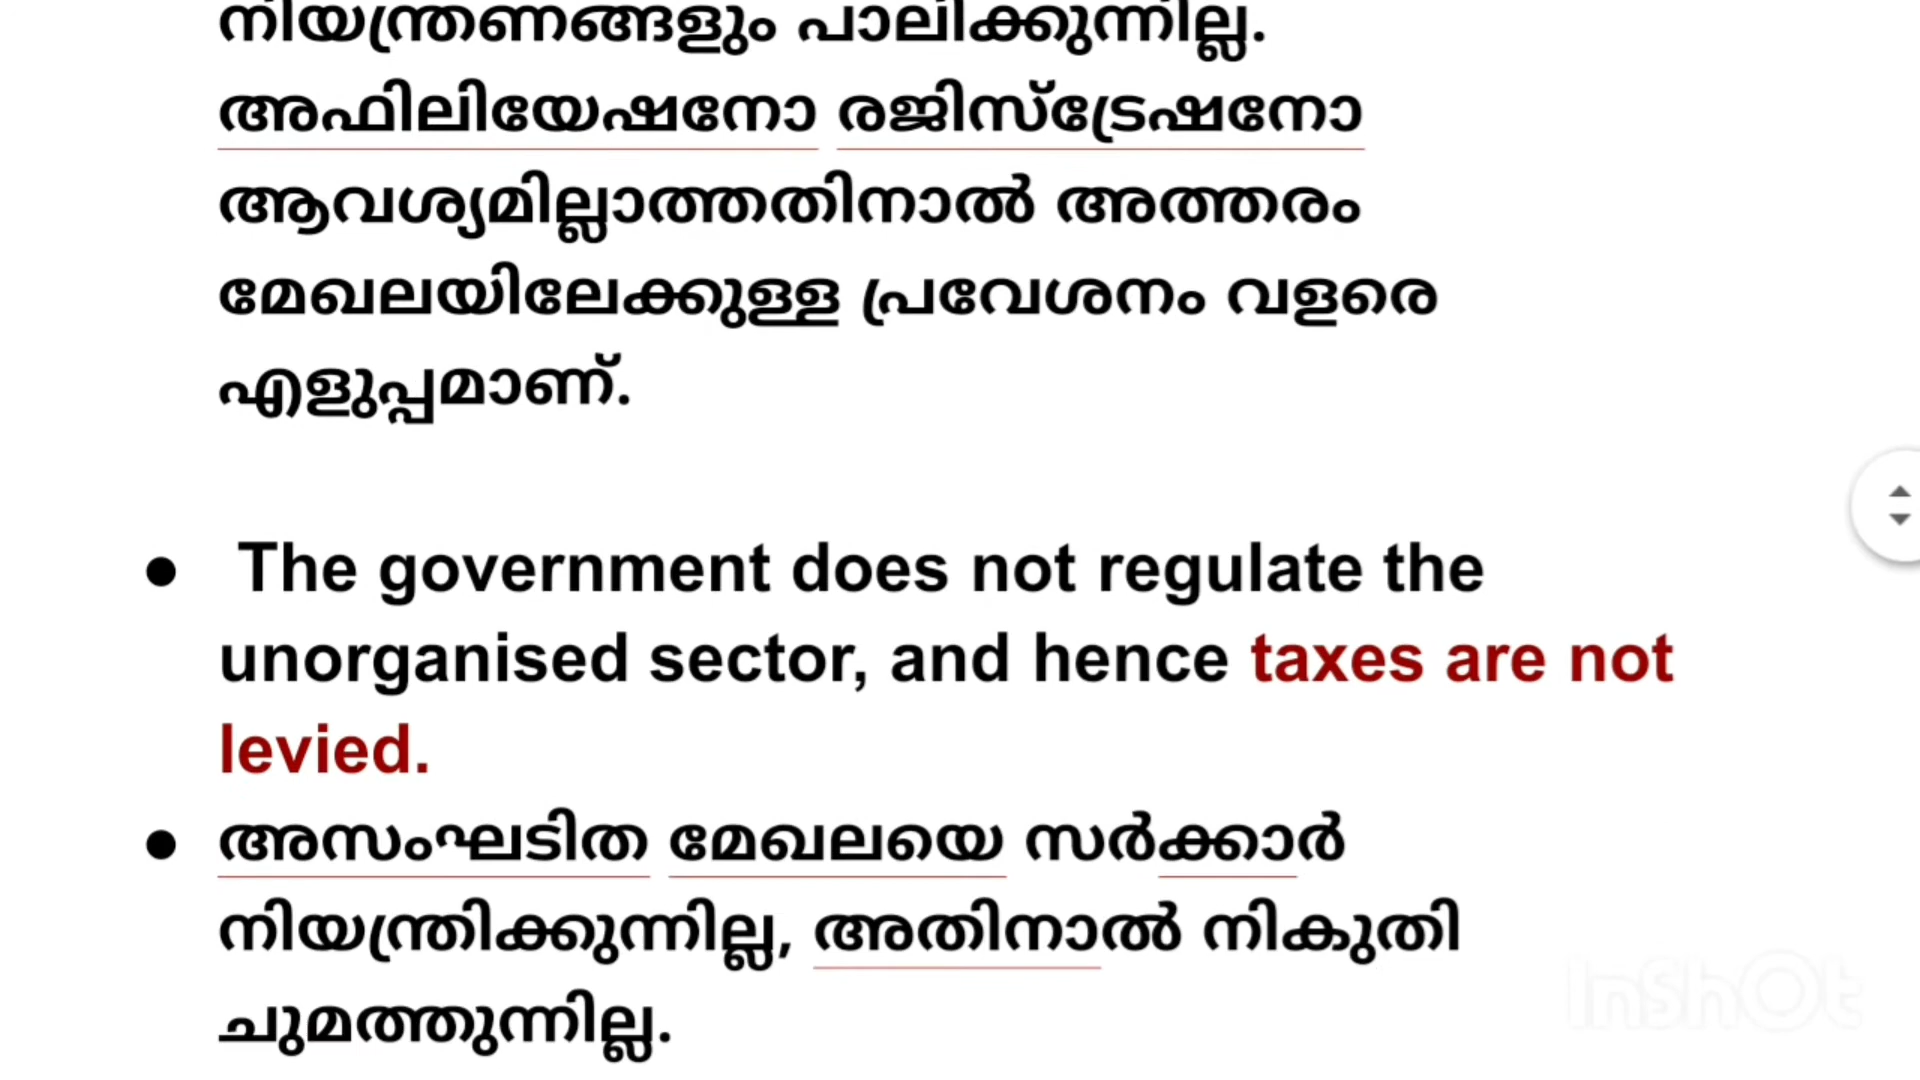 നിയന്ത്രണങ്ങളും പാലിക്കുന്നില്ല.
അഫിലിയേഷനോ രജിസ്ട്രേഷനോ
ആവശ്യമില്ലാത്തതിനാൽ അത്തരം
മേഖലയിലേക്കുള്ള പ്രവേശനം വളരെ
എളുപ്പമാണ്.
● The government does not regulate the
unorganised sector, and hence taxes are not
levied.
● അസംഘടിത മേഖലയെ സർക്കാർ
നിയന്ത്രിക്കുന്നില്ല, അതിനാൽ നികുതി
ചുമത്തുന്നില്ല.
InShOt